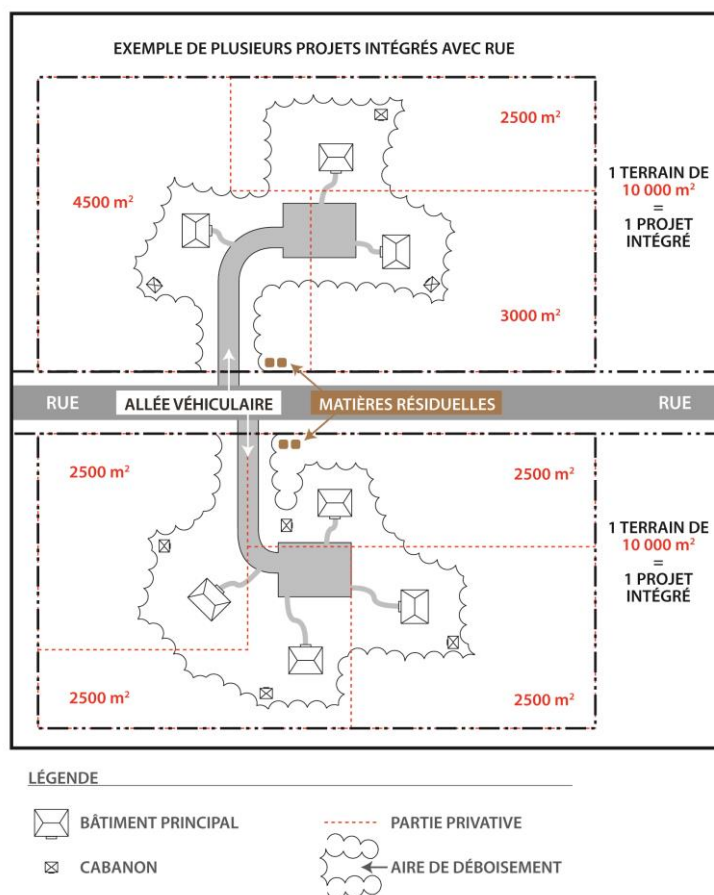 EXEMPLE DE PLUSIEURS PROJETS INTÉGRÉS AVEC RUE
2500 m²
4500 m²
1 TERRAIN DE
10 000 m²
=
1 PROJET
INTÉGRÉ
3000 m²
RUE
ALLÉE VÉHICULAIRE
MATIÈRES RÉSIDUELLES
RUE
2500 m²
2500 m²
1 TERRAIN DE
10 000 m²
=
1 PROJET
INTÉGRÉ
2500 m²
2500 m²
LÉGENDE
BÂTIMENT PRINCIPAL
PARTIE PRIVATIVE
CABANON
AIRE DE DÉBOISEMENT